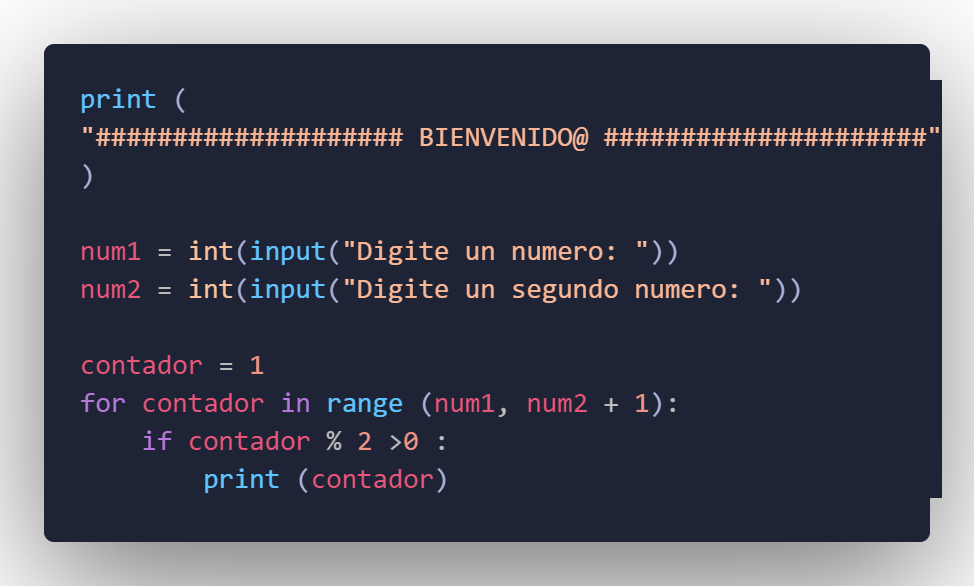 print (
"#################### BIENVENIDO@ #####################"
)
num1 = int(input("Digite un numero: "))
num2 = int(input("Digite un segundo numero: "))
contador = 1
for contador in range (num1, num2 + 1):
    if contador % 2 >0 :
        print (contador)